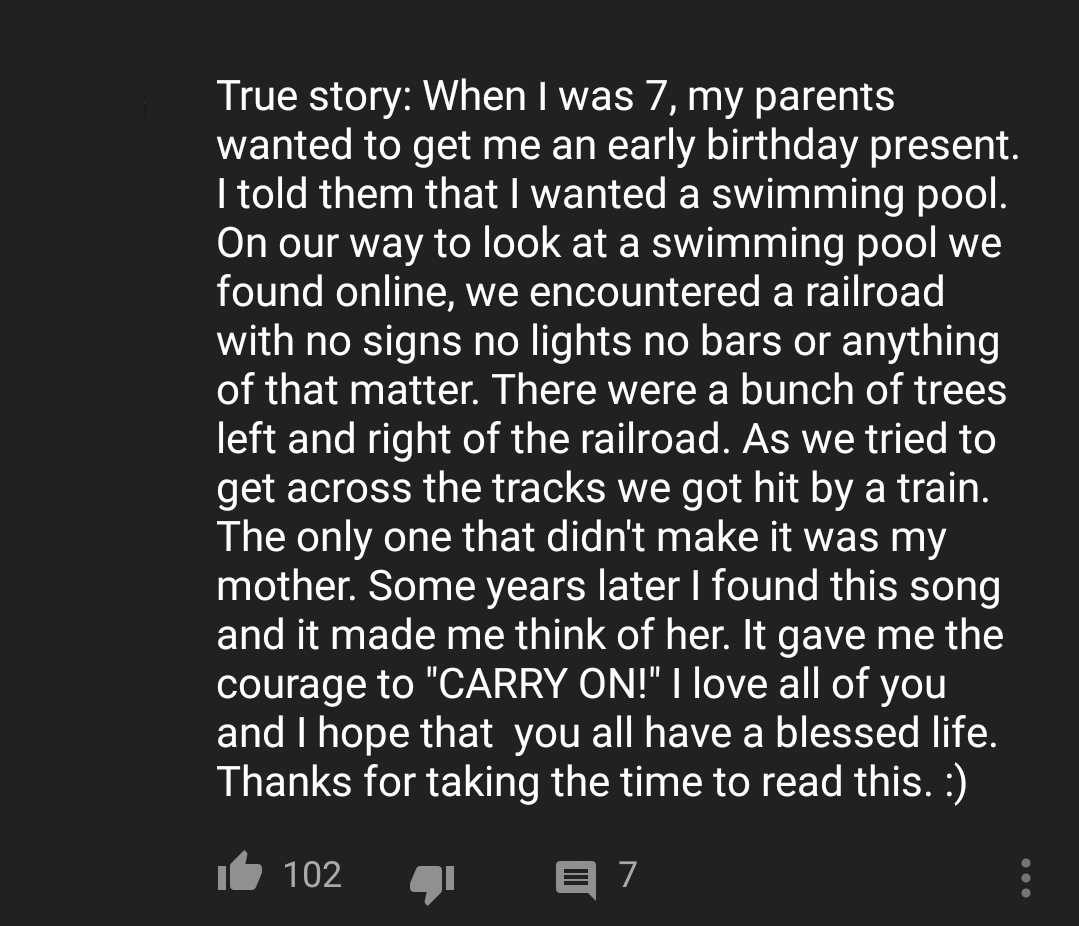 True story: When I was 7, my parents
wanted to get me an early birthday present.
I told them that I wanted a swimming pool.
On our way to look at a swimming pool we
found online, we encountered a railroad
with no signs no lights no bars or anything
of that matter. There were a bunch of trees
left and right of the railroad. As we tried to
get across the tracks we got hit by a train.
The only one that didn't make it was my
mother. Some years later I found this song
and it made me think of her. It gave me the
courage to "CARRY ON!" I love all of you
and I hope that  you all have a blessed life.
Thanks for taking the time to read this. :)
102 7